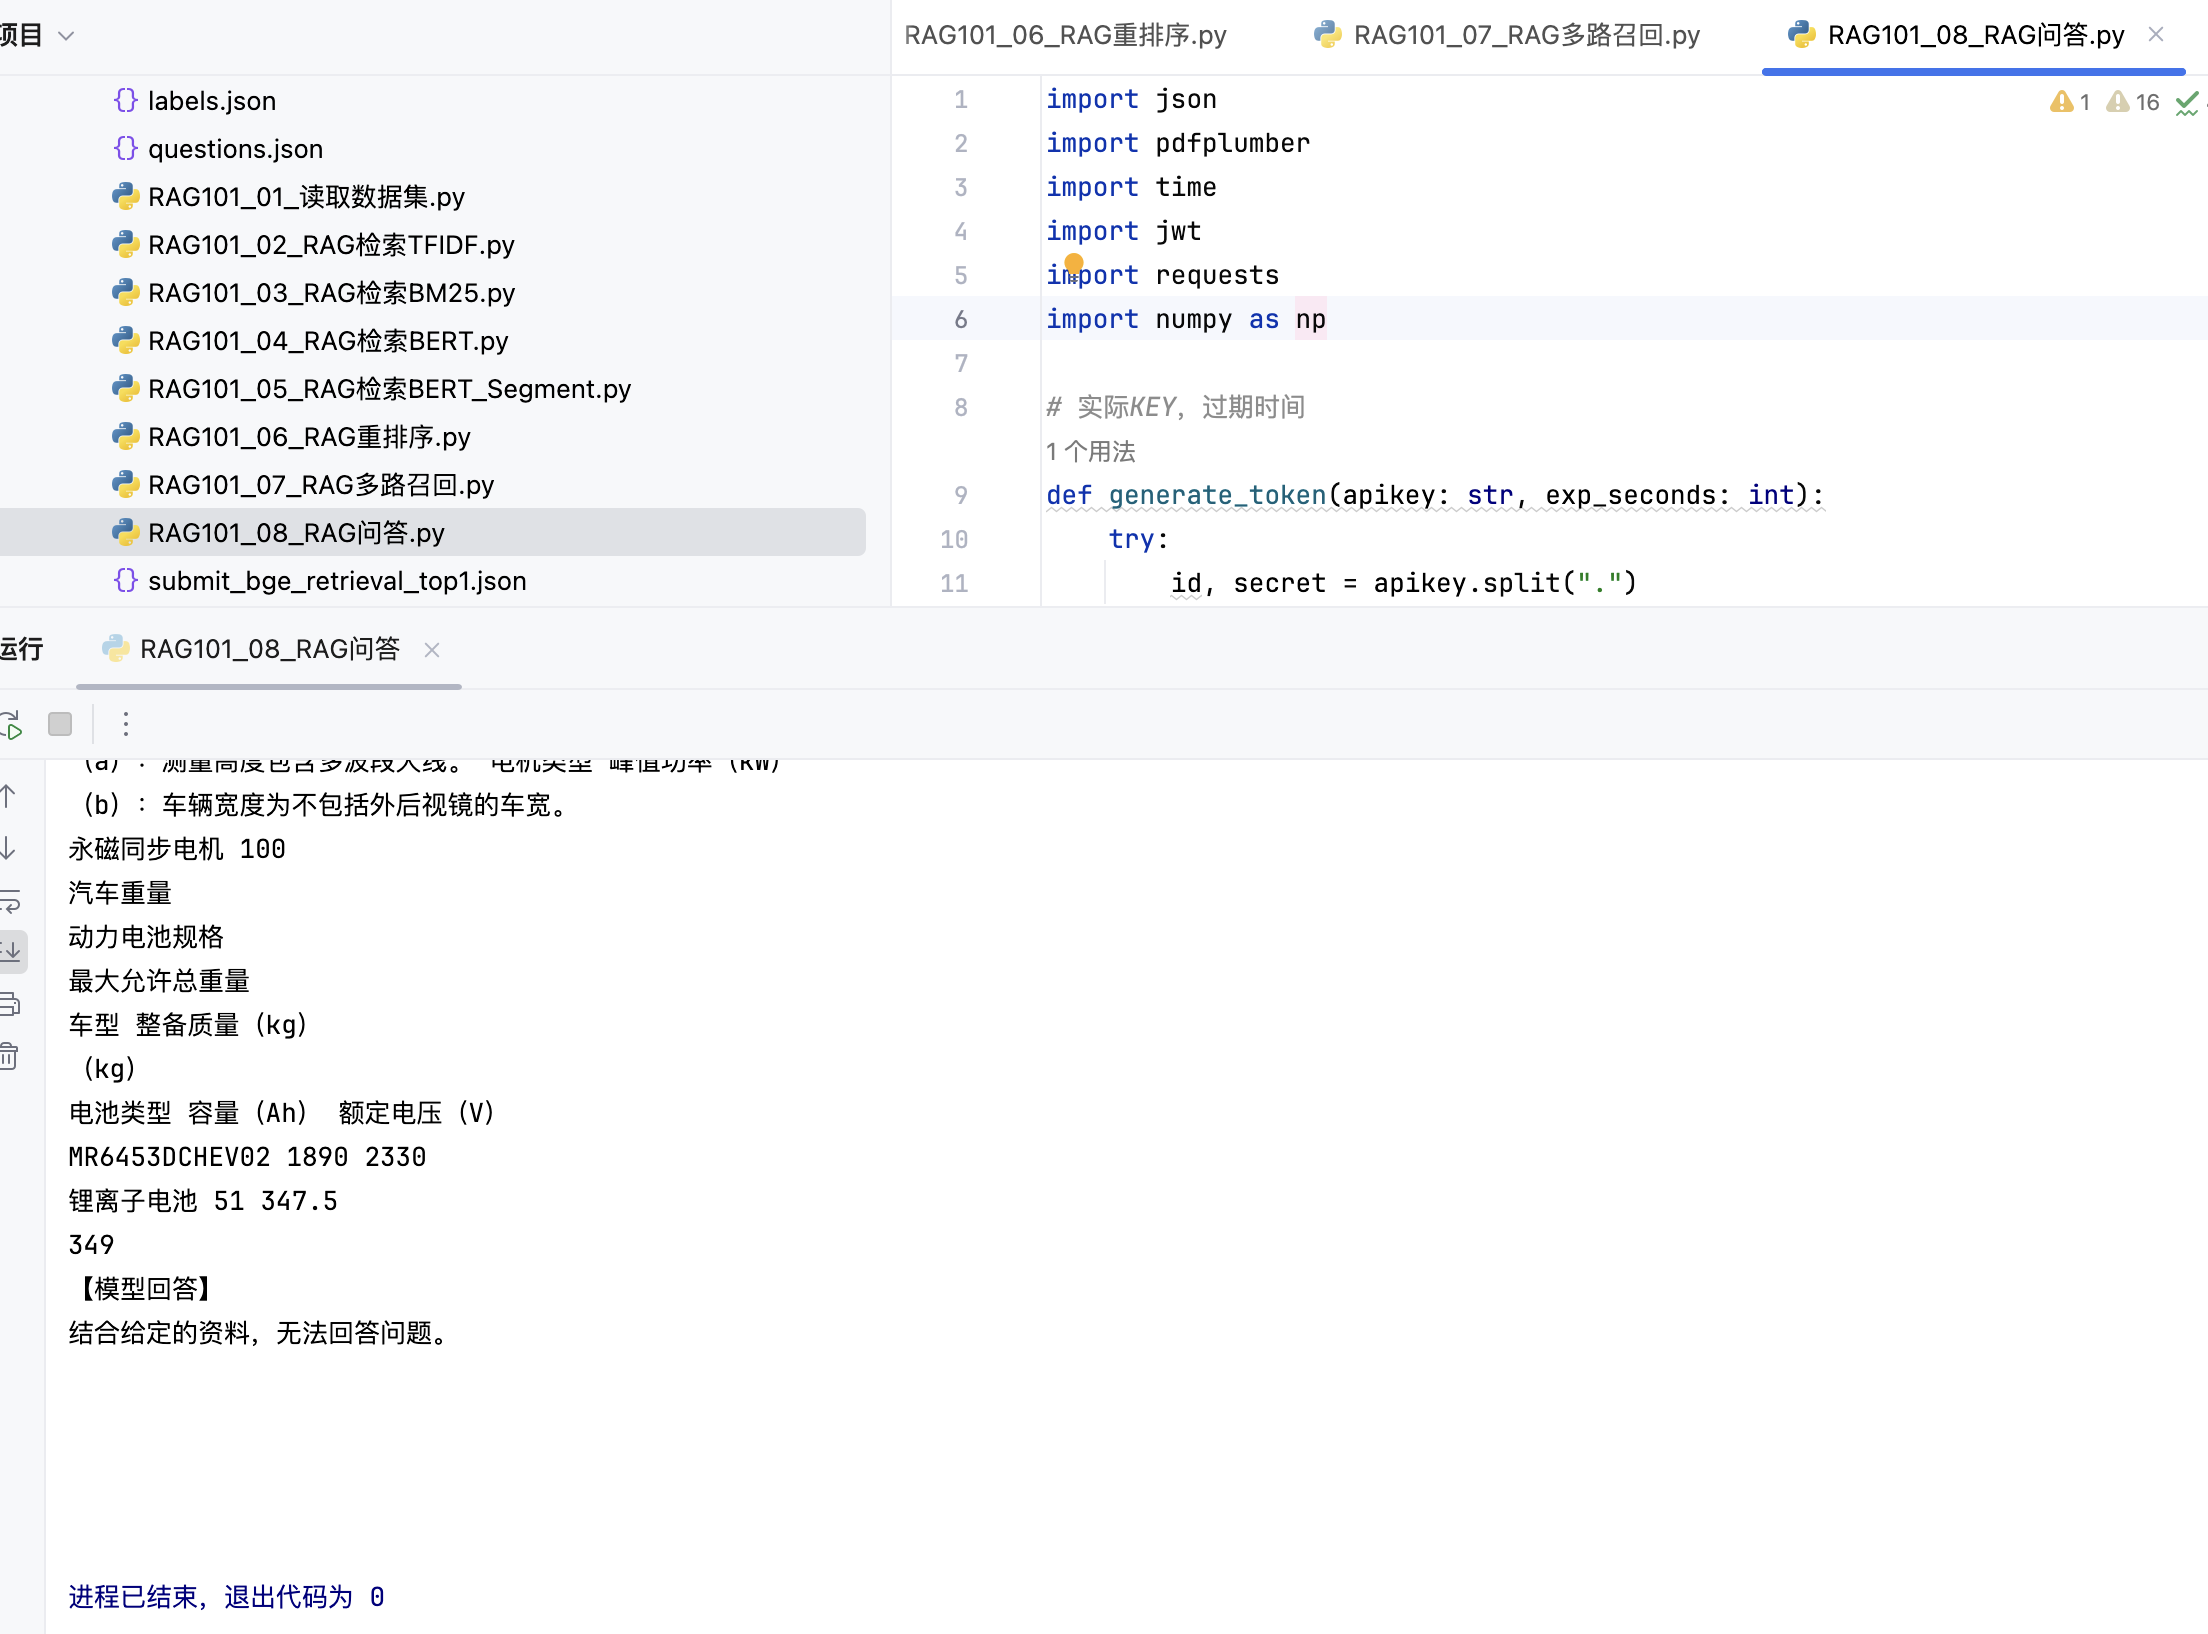 项目
labels.json
questions.json
RAG101_01_读取数据集.py
RAG101_02_RAG检索TFIDF.py
RAG101_03_RAG检索BM25.py
RAG101_04_RAG检索BERT.py
RAG101_05_RAG检索BERT_Segment.py
RAG101_06_RAG重排序.py
RAG101_07_RAG多路召回.py
RAG101_08_RAG问答.py
submit_bge_retrieval_top1.json
RAG101_06_RAG重排序.py RAG101_07_RAG多路召回.py RAG101_08_RAG问答.py
1 16
1 import json
2 import pdfplumber
3 import time
4 import jwt
5 import requests
6 import numpy as np
7
8 # 实际KEY，过期时间
1 个用法
9 def generate_token(apikey: str, exp_seconds: int):
10 try:
11 id, secret = apikey.split(".")
运行 RAG101_08_RAG问答
（a）：测量高度包含多波段天线。 电机类型 峰值功率（kW）
（b）：车辆宽度为不包括外后视镜的车宽。
永磁同步电机 100
汽车重量
动力电池规格
最大允许总重量
车型 整备质量（kg）
（kg）
电池类型 容量（Ah） 额定电压（V）
MR6453DCHEV02 1890 2330
锂离子电池 51 347.5
349
【模型回答】
结合给定的资料，无法回答问题。
进程已结束，退出代码为 0